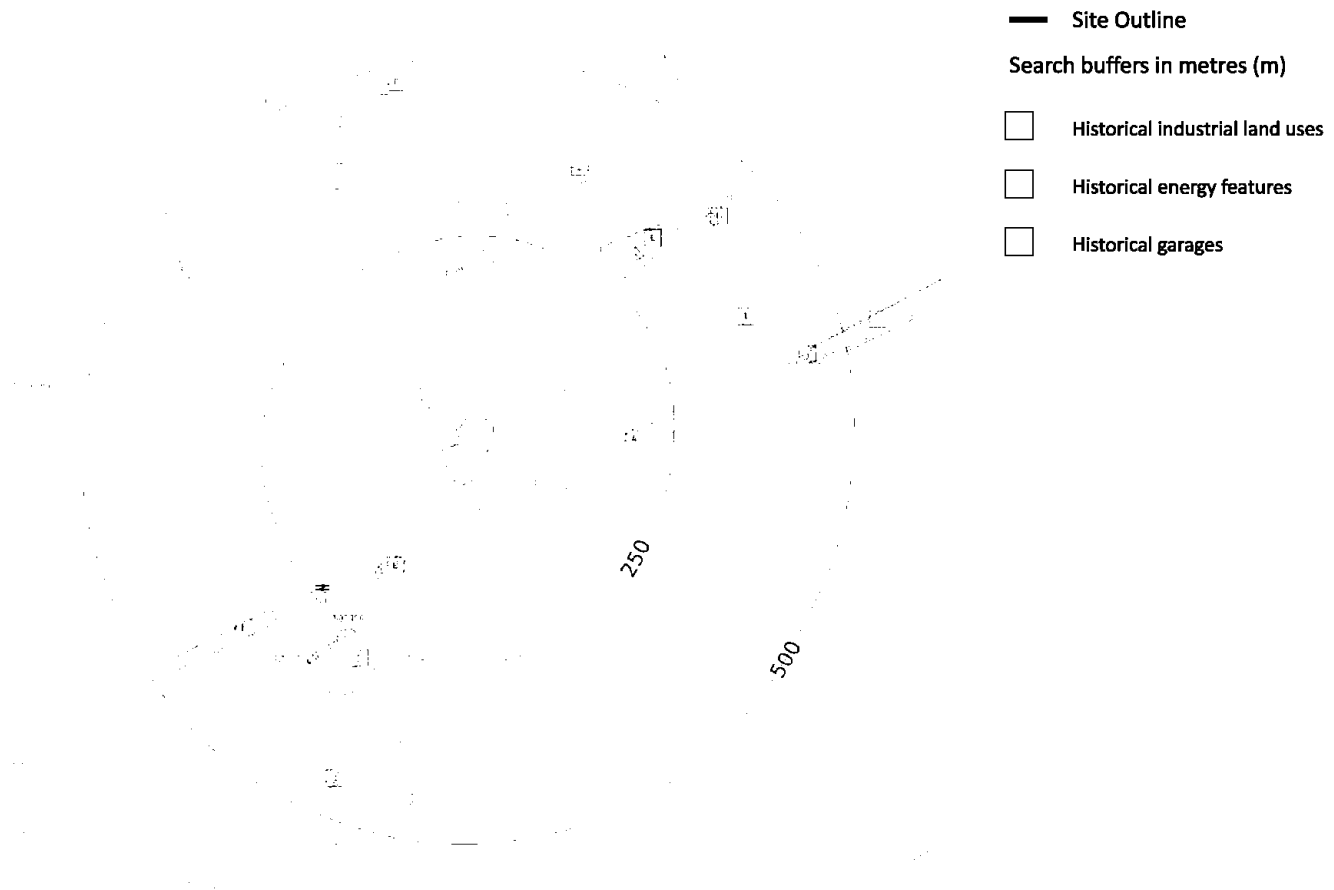 Site Outline
Search buffers in metres (m)
Historical industrial land uses
Historical energy features
Historical garages
250
500